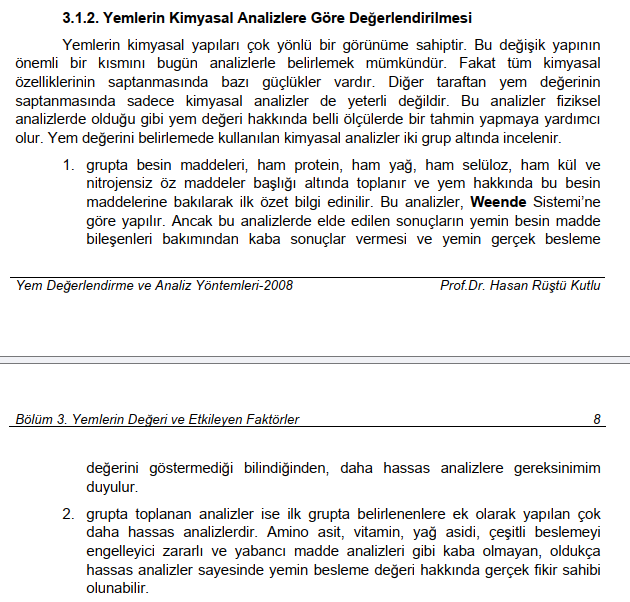 3.1.2. Yemlerin Kimyasal Analizlere Göre Değerlendirilmesi
Yemlerin kimyasal yapıları çok yönlü bir görünüme sahiptir. Bu değişik yapının
önemli bir kısmını bugün analizlerle belirlemek mümkündür. Fakat tüm kimyasal
özelliklerinin saptanmasında bazı güçlükler vardır. Diğer taraftan yem değerinin
saptanmasında sadece kimyasal analizler de yeterli değildir. Bu analizler fiziksel
analizlerde olduğu gibi yem değeri hakkında belli ölçülerde bir tahmin yapmaya yardımcı
olur. Yem değerini belirlemede kullanılan kimyasal analizler iki grup altında incelenir.
1. grupta besin maddeleri, ham protein, ham yağ, ham selüloz, ham kül ve
nitrojensiz öz maddeler başlığı altında toplanır ve yem hakkında bu besin
maddelerine bakılarak ilk özet bilgi edinilir. Bu analizler, Weende Sistemi’ne
göre yapılır. Ancak bu analizlerde elde edilen sonuçların yemin besin madde
bileşenleri bakımından kaba sonuçlar vermesi ve yemin gerçek besleme
Yem Değerlendirme ve Analiz Yöntemleri-2008 Prof.Dr. Hasan Rüştü Kutlu
Bölüm 3. Yemlerin Değeri ve Etkileyen Faktörler 8
değerini göstermediği bilindiğinden, daha hassas analizlere gereksinimim
duyulur.
2. grupta toplanan analizler ise ilk grupta belirlenenlere ek olarak yapılan çok
daha hassas analizlerdir. Amino asit, vitamin, yağ asidi, çeşitli beslemeyi
engelleyici zararlı ve yabancı madde analizleri gibi kaba olmayan, oldukça
hassas analizler sayesinde yemin besleme değeri hakkında gerçek fikir sahibi
olunabilir.